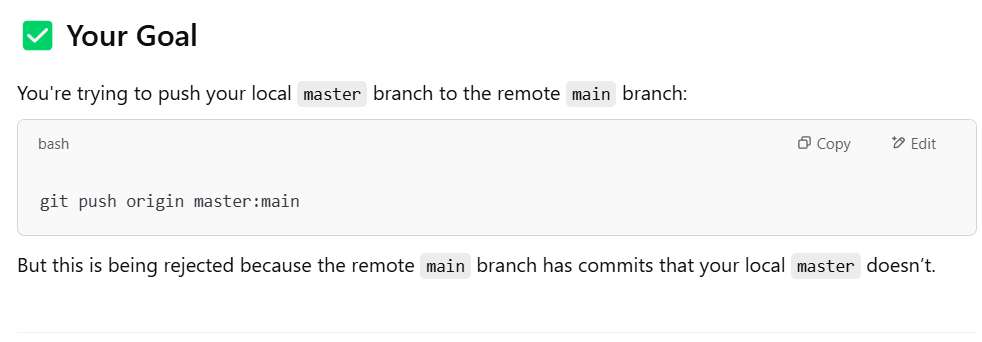 ✅ Your Goal
You're trying to push your local master branch to the remote main branch:
bash Copy Edit
git push origin master:main
But this is being rejected because the remote main branch has commits that your local master doesn’t.